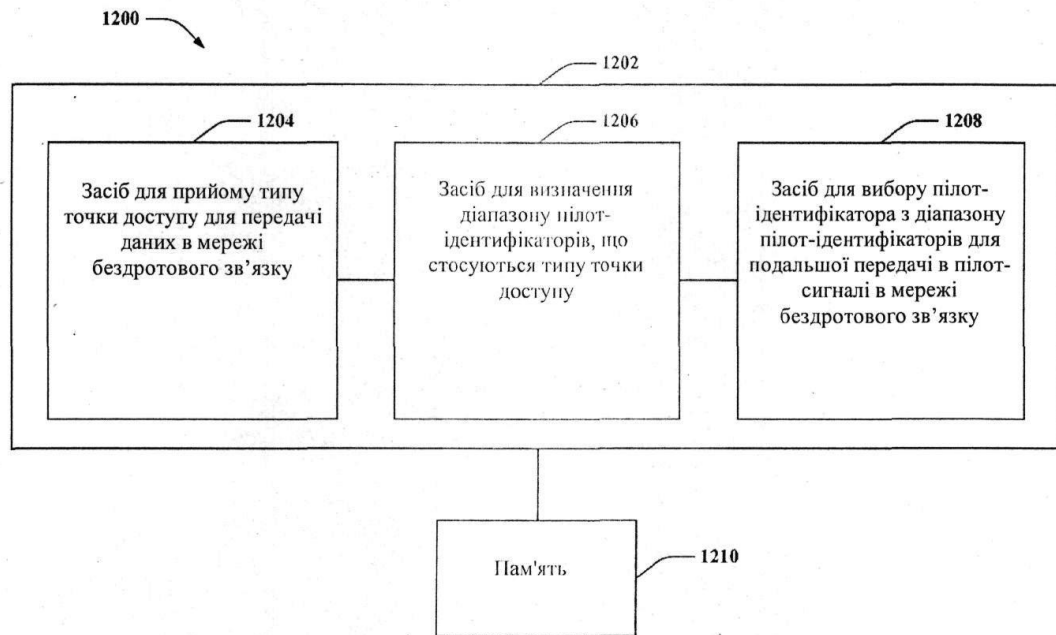 1200
1202
1204
1206
1208
Засіб для прийому типу
точки доступу для передачі
даних в мережі
бездротового зв’язку
Засіб для визначення
діапазону пілот-
ідентифікаторів, що
стосуються типу точки
доступу
Засіб для вибору пілот-
ідентифікатора з діапазону
пілот-ідентифікаторів для
подальшої передачі в пілот-
сигналі в мережі
бездротового зв’язку
Пам'ять
1210